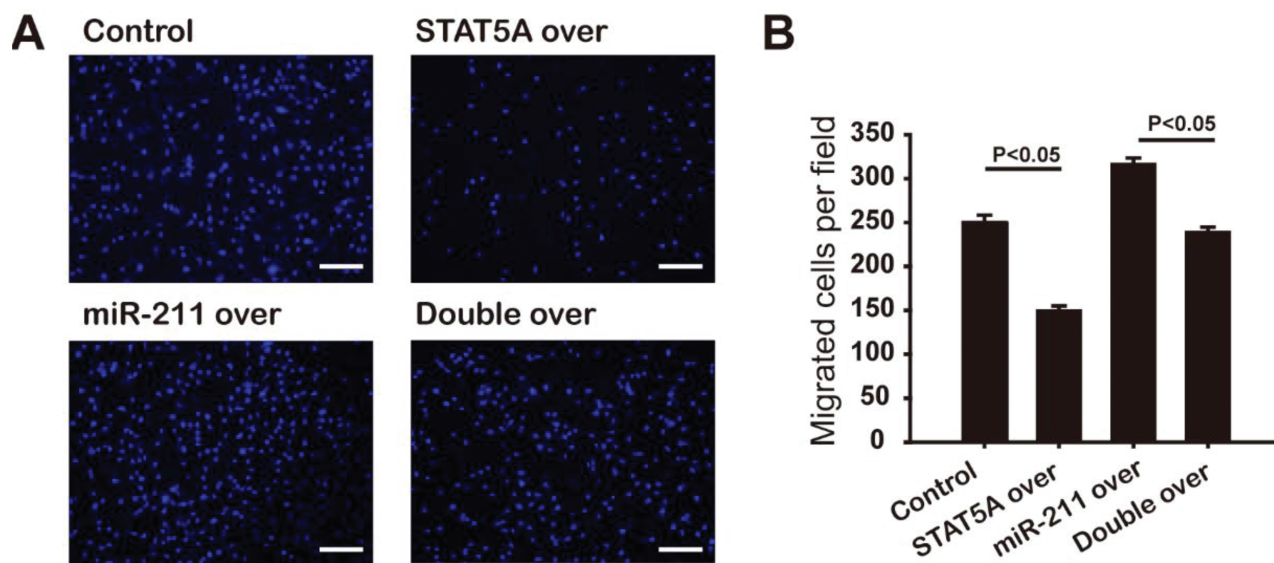 A
Control
STAT5A over
miR-211 over
Double over
B
Migrated cells per field
350
300
250
200
150
100
50
0
P<0.05
P<0.05
Control
STAT5A over
miR-211 over
Double over